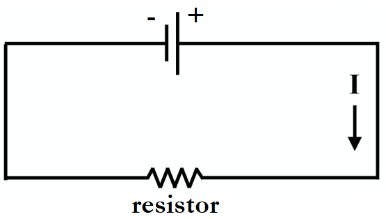 - +
I
resistor